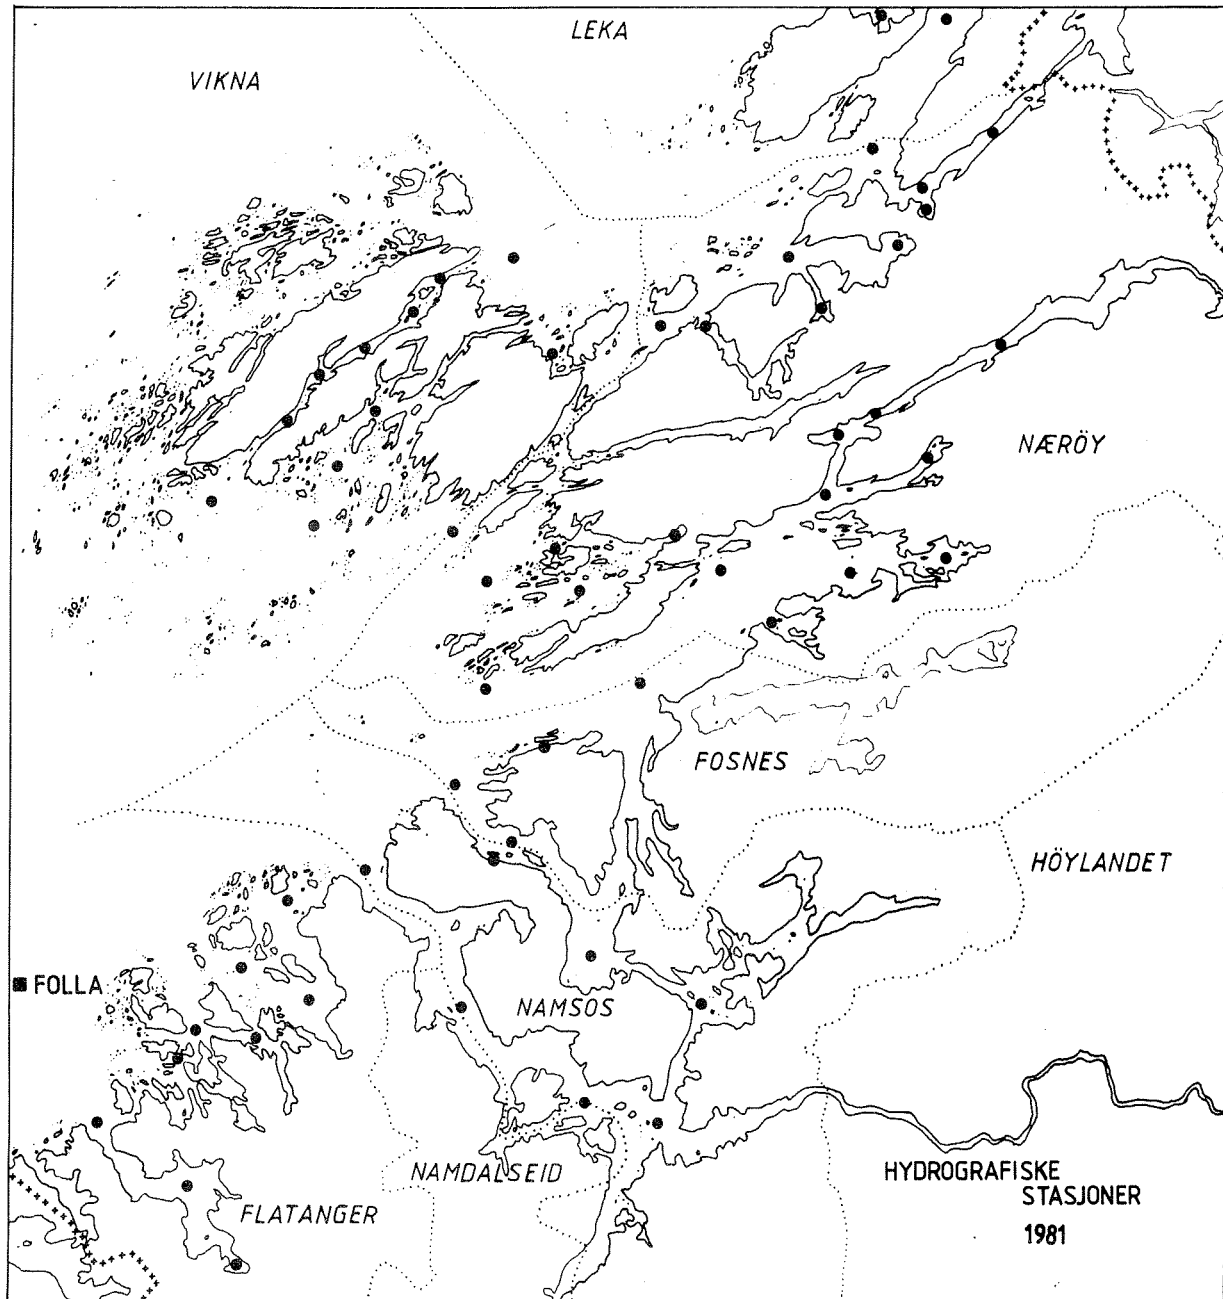 LEKA
VIKNA
NÆRÖY
FOSNES
HÖYLANDET
FOLLA
NAMSOS
NAMDALSEID
FLATANGER
HYDROGRAFISKE
STASJONER
1981